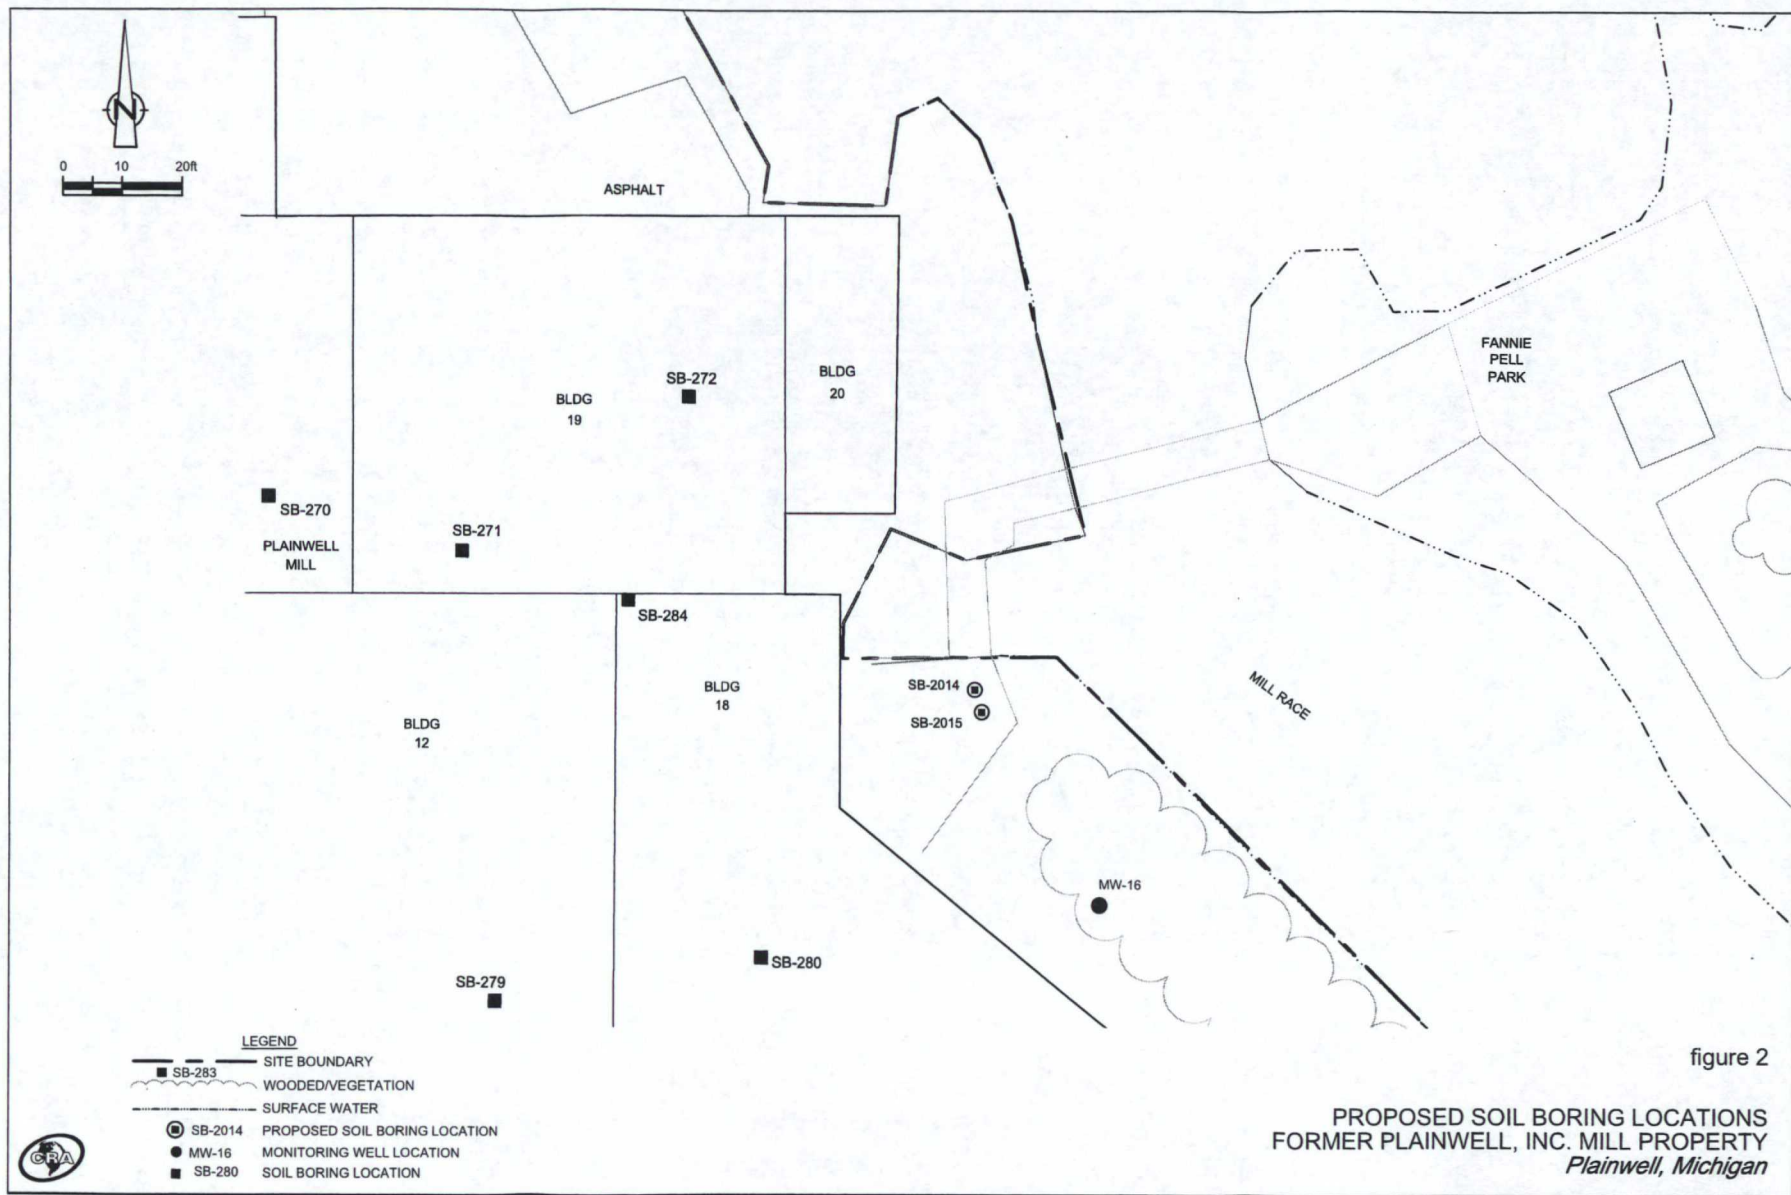 N
0 10 20ft
ASPHALT
FANNIE
PELL
PARK
SB-272
BLDG
19
BLDG
20
SB-270
SB-271
PLAINWELL
MILL
SB-284
BLDG
18
SB-2014
SB-2015
MILL RACE
BLDG
12
MW-16
SB-280
SB-279
LEGEND
SITE BOUNDARY
SB-283
WOODED/VEGETATION
SURFACE WATER
SB-2014 PROPOSED SOIL BORING LOCATION
MW-16 MONITORING WELL LOCATION
SB-280 SOIL BORING LOCATION
CRA
figure 2
PROPOSED SOIL BORING LOCATIONS
FORMER PLAINWELL, INC. MILL PROPERTY
Plainwell, Michigan